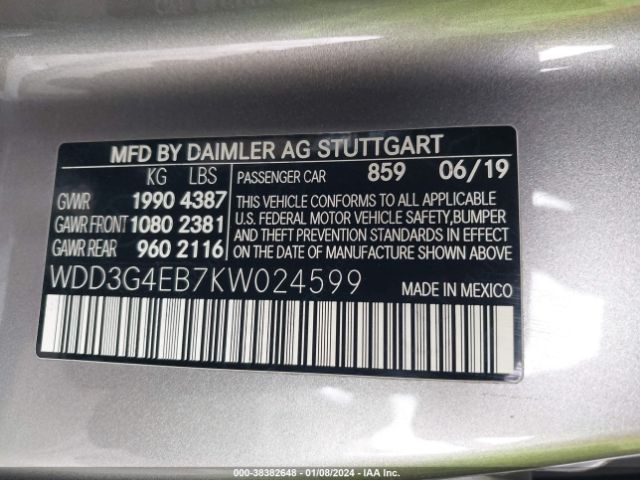 MFD BY DAIMLER AG STUTTGART
KG LBS
GVWR 1990 4387
GAWR FRONT 1080 2381
GAWR REAR 960 2116
PASSENGER CAR 859 06/19
THIS VEHICLE CONFORMS TO ALL APPLICABLE
U.S. FEDERAL MOTOR VEHICLE SAFETY,BUMPER
AND THEFT PREVENTION STANDARDS IN EFFECT
ON THE DATE OF MANUFACTURE SHOWN ABOVE
WDD3G4EB7KW024599
MADE IN MEXICO
000-38382648 - 01/08/2024 - IAA Inc.